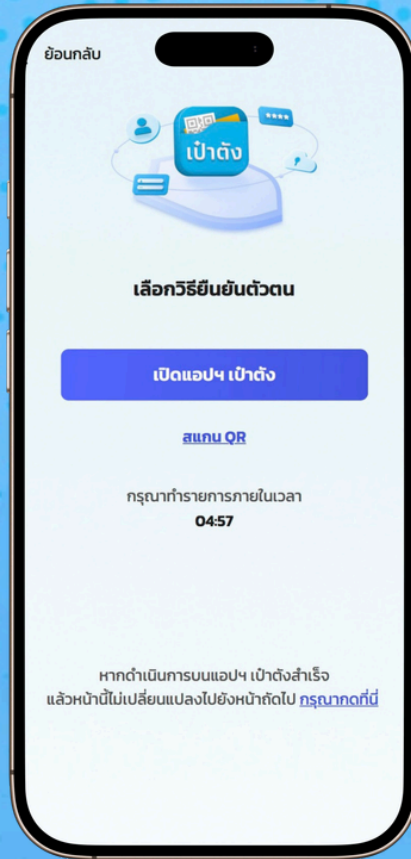 ย้อนกลับ
เป๋าตัง
เลือกวิธียืนยันตัวตน
เปิดแอปฯ เป๋าตัง
สแกน QR
กรุณาทำรายการภายในเวลา
04:57
หากดำเนินการบนแอปฯ เป๋าตังสำเร็จ
แล้วหน้านี้ไม่เปลี่ยนแปลงไปยังหน้าถัดไป กรุณากดที่นี่